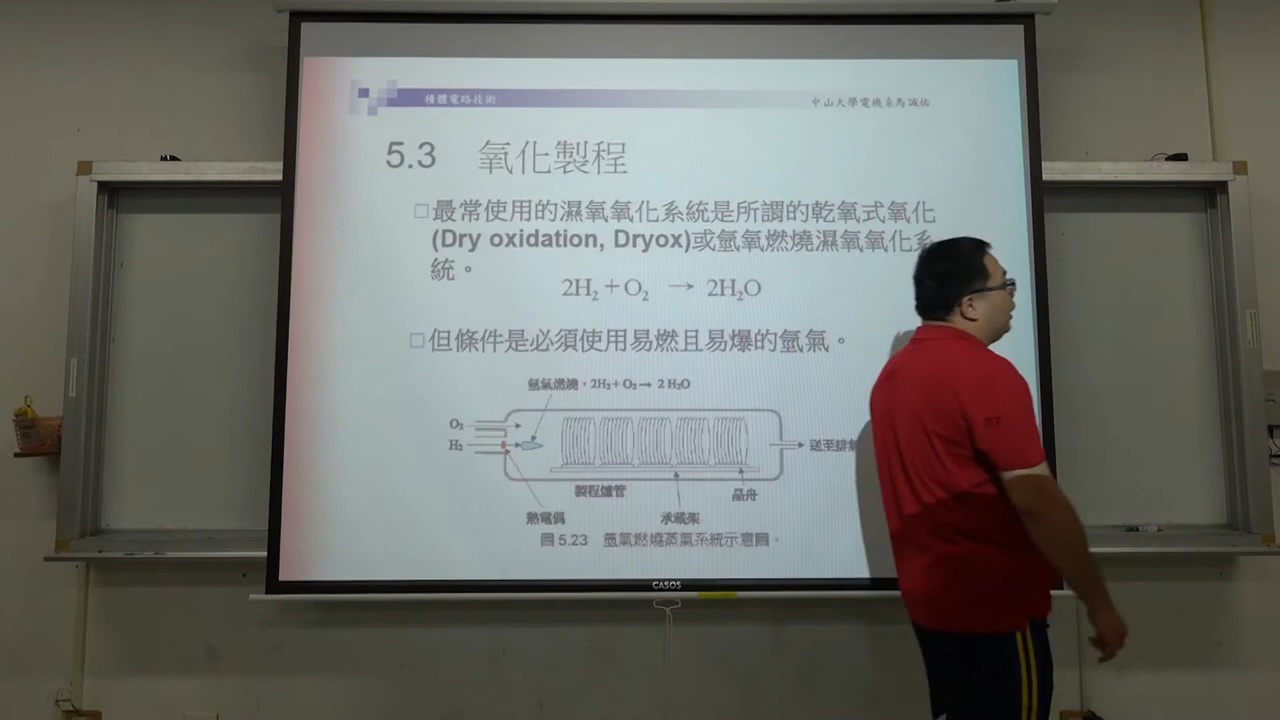 積體電路技術
中山大學電機系馬誠佑
5.3 氧化製程
□最常使用的濕氧氧化系統是所謂的乾氧式氧化
(Dry oxidation, Dryox)或氫氧燃燒濕氧氧化系
統。
2H₂+O₂ → 2H₂O
□但條件是必須使用易燃且易爆的氫氣。
氫氣燃燒，2H₂+O₂→ 2 H₂O
O₂
H₂
送至排氣
製程爐管
晶舟
熱電偶
承載架
圖 5.23 氫氣燃燒蒸氣系統示意圖。
CASOS
57